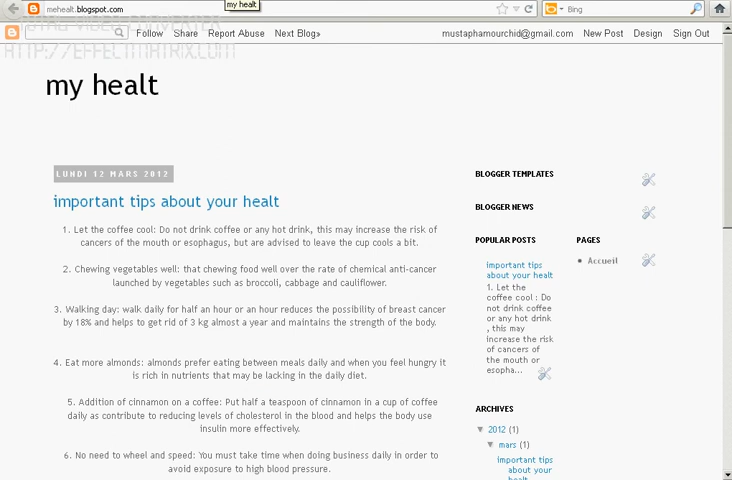 mehealt.blogspot.com
my healt
Bing
TOTAL VIDEO CONVERTER
HTTP://EFFECTMATRIX.COM
Follow Share Report Abuse Next Blog»
mustaphamourchid@gmail.com New Post Design Sign Out
my healt
LUNDI 12 MARS 2012
important tips about your healt
1. Let the coffee cool: Do not drink coffee or any hot drink, this may increase the risk of
cancers of the mouth or esophagus, but are advised to leave the cup cools a bit.
2. Chewing vegetables well: that chewing food well over the rate of chemical anti-cancer
launched by vegetables such as broccoli, cabbage and cauliflower.
3. Walking day: walk daily for half an hour or an hour reduces the possibility of breast cancer
by 18% and helps to get rid of 3 kg almost a year and maintains the strength of the body.
4. Eat more almonds: almonds prefer eating between meals daily and when you feel hungry it
is rich in nutrients that may be lacking in the daily diet.
5. Addition of cinnamon on a coffee: Put half a teaspoon of cinnamon in a cup of coffee
daily as contribute to reducing levels of cholesterol in the blood and helps the body use
insulin more effectively.
6. No need to wheel and speed: You must take time when doing business daily in order to
avoid exposure to high blood pressure.
BLOGGER TEMPLATES
BLOGGER NEWS
POPULAR POSTS
important tips
about your healt
1. Let the
coffee cool : Do
not drink coffee
or any hot drink
, this may
increase the risk
of cancers of
the mouth or
esopha...
PAGES
Accueil
ARCHIVES
▼ 2012 (1)
▼ mars (1)
important tips
about your
healt